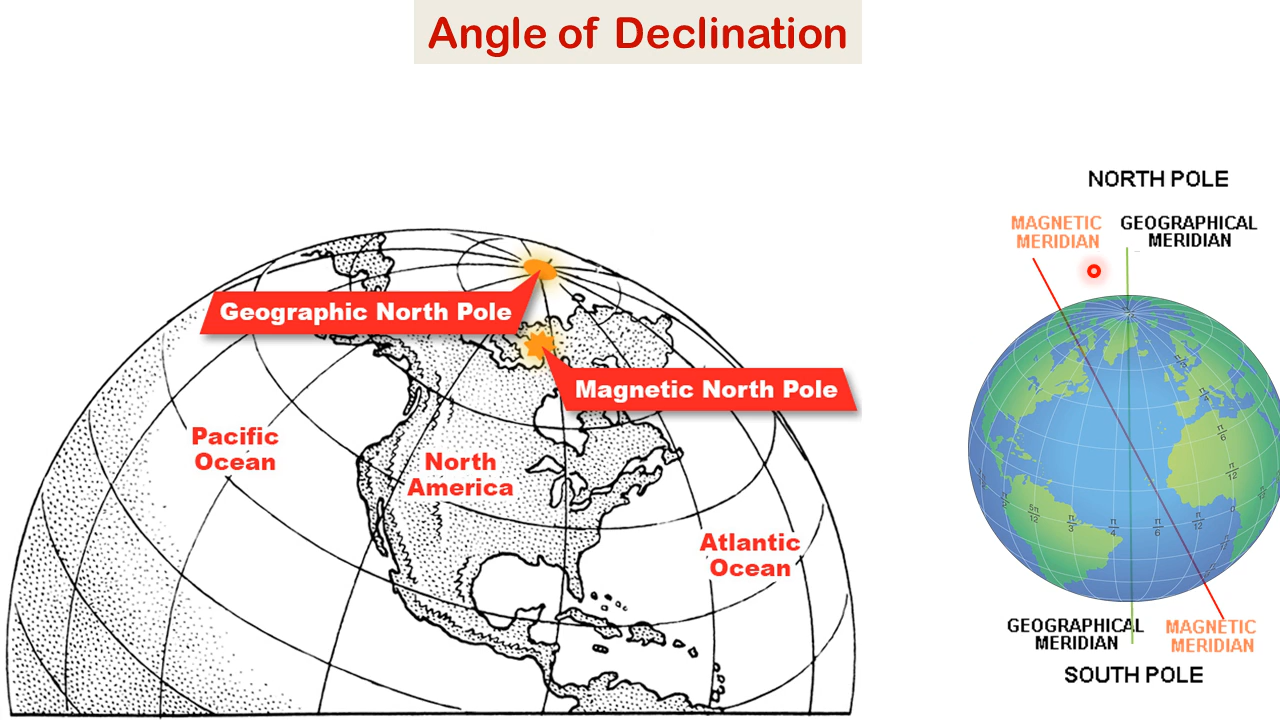 Angle of Declination
Geographic North Pole
Magnetic North Pole
Pacific
Ocean
North
America
Atlantic
Ocean
NORTH POLE
MAGNETIC
MERIDIAN
GEOGRAPHICAL
MERIDIAN
GEOGRAPHICAL
MERIDIAN
MAGNETIC
MERIDIAN
SOUTH POLE